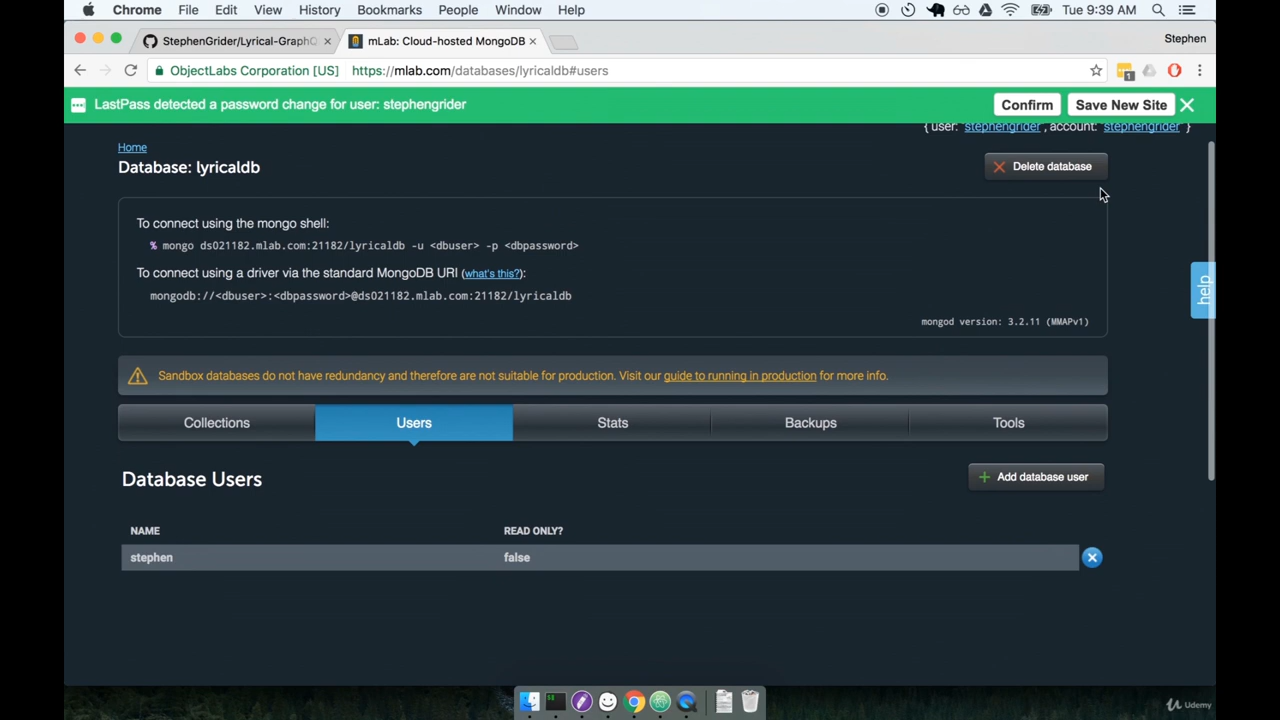 Chrome File Edit View History Bookmarks People Window Help Tue 9:39 AM
StephenGrider/Lyrical-GraphQ mLab: Cloud-hosted MongoDB Stephen
ObjectLabs Corporation [US] https://mlab.com/databases/lyricaldb#users 1
LastPass detected a password change for user: stephengrider Confirm Save New Site
{ user: stephengrider , account: stephengrider }
Home
Database: lyricaldb Delete database
To connect using the mongo shell:
% mongo ds021182.mlab.com:21182/lyricaldb -u <dbuser> -p <dbpassword>
To connect using a driver via the standard MongoDB URI (what's this?):
mongodb://<dbuser>:<dbpassword>@ds021182.mlab.com:21182/lyricaldb
help
mongod version: 3.2.11 (MMAPv1)
Sandbox databases do not have redundancy and therefore are not suitable for production. Visit our guide to running in production for more info.
Collections Users Stats Backups Tools
Database Users Add database user
NAME READ ONLY?
stephen false
Udemy